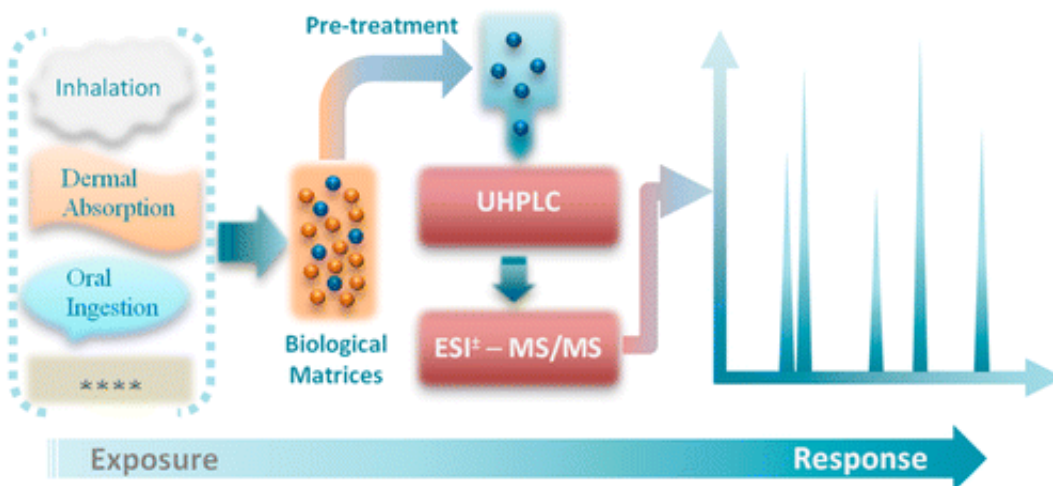 Inhalation
Dermal
Absorption
Oral
Ingestion
****
Pre-treatment
Biological
Matrices
UHPLC
ESI± – MS/MS
Exposure
Response